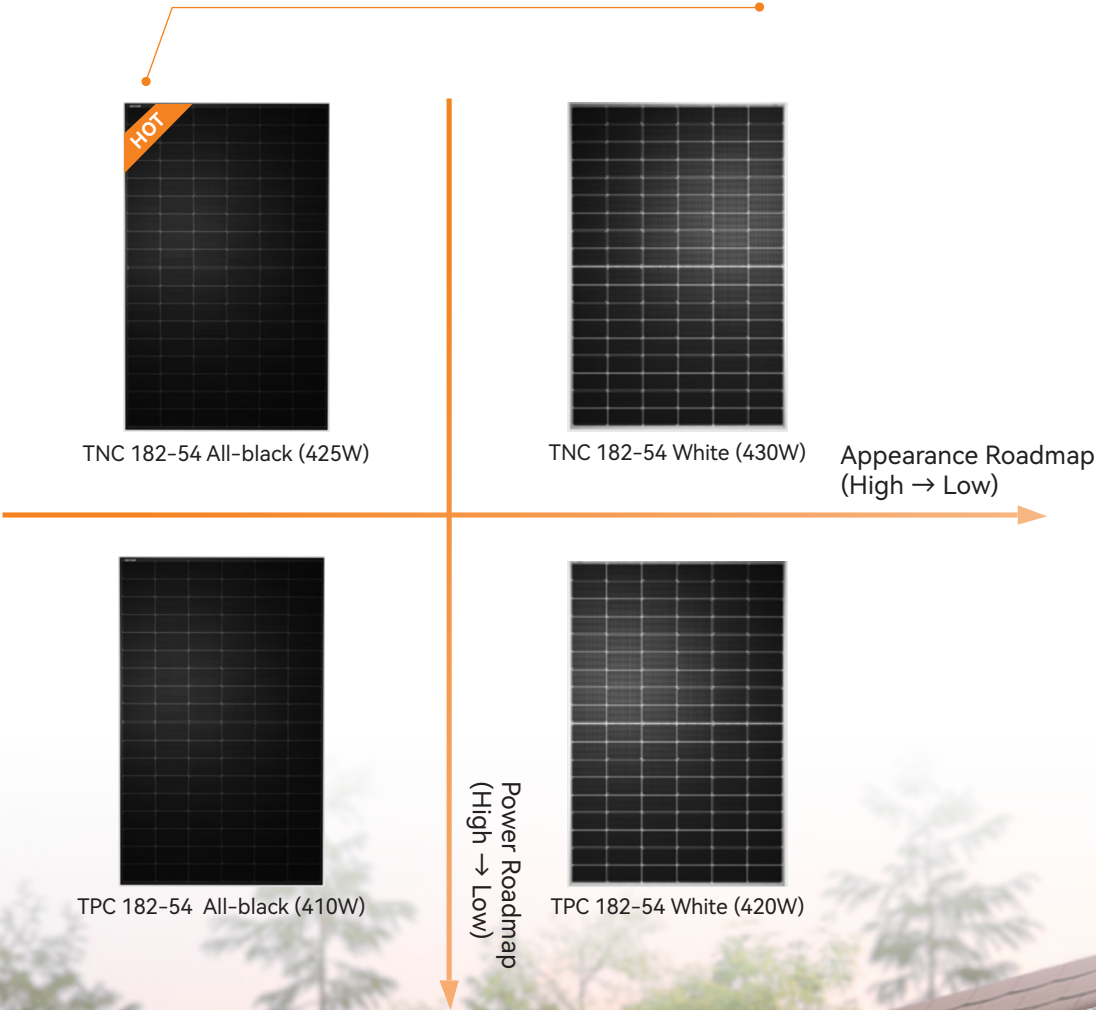 HOT
TNC 182-54 All-black (425W)
TNC 182-54 White (430W)
Appearance Roadmap
(High → Low)
TPC 182-54 All-black (410W)
TPC 182-54 White (420W)
Power Roadmap
(High → Low)